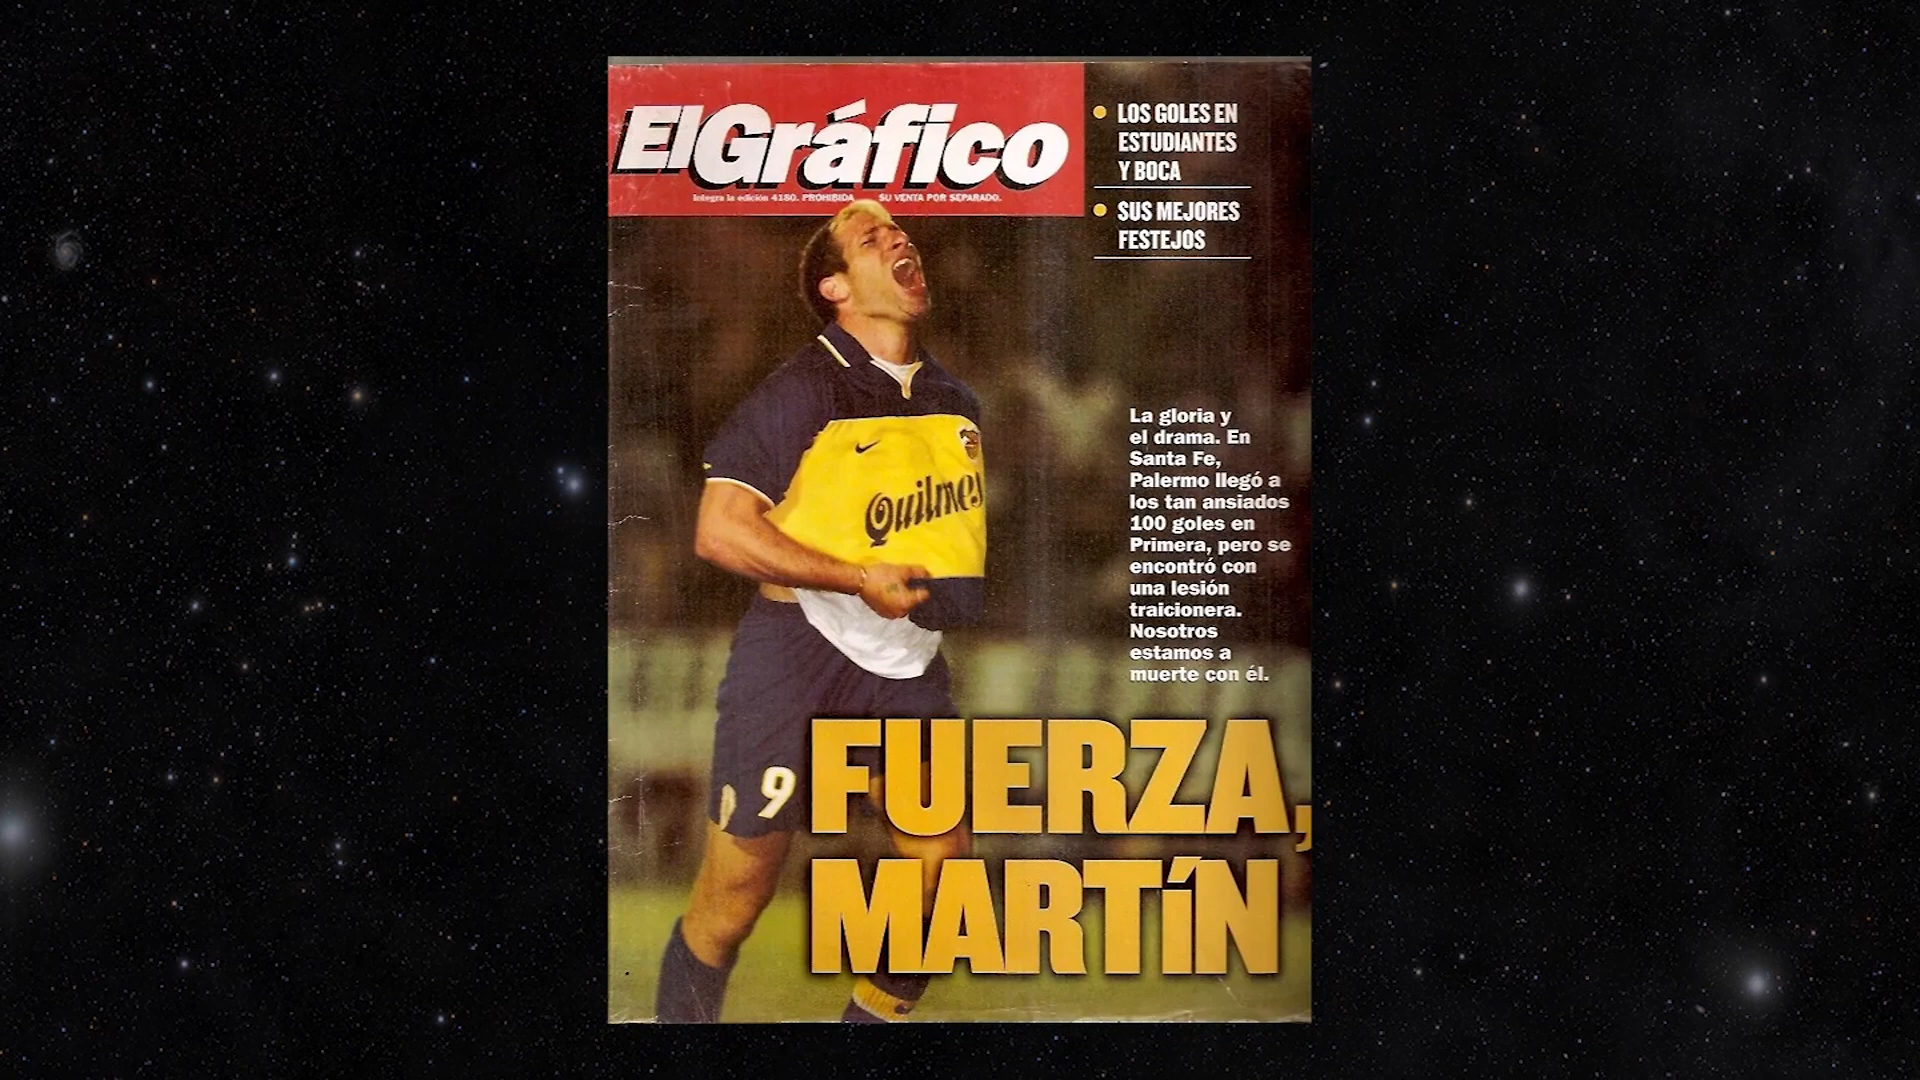 El Gráfico
Integra la edición 4180. PROHIBIDA SU VENTA POR SEPARADO.
LOS GOLES EN
ESTUDIANTES
Y BOCA
SUS MEJORES
FESTEJOS
Quilmes
La gloria y
el drama. En
Santa Fe,
Palermo llegó a
los tan ansiados
100 goles en
Primera, pero se
encontró con
una lesión
traicionera.
Nosotros
estamos a
muerte con él.
9
FUERZA,
MARTÍN